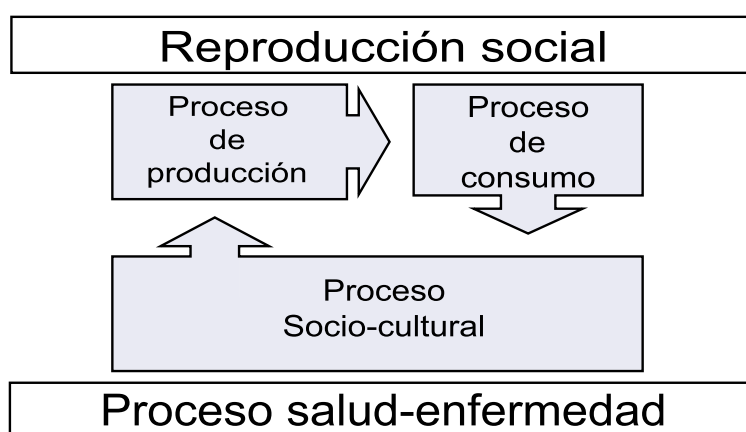 Reproducción social
Proceso
de
producción
Proceso
de
consumo
Proceso
Socio-cultural
Proceso salud-enfermedad